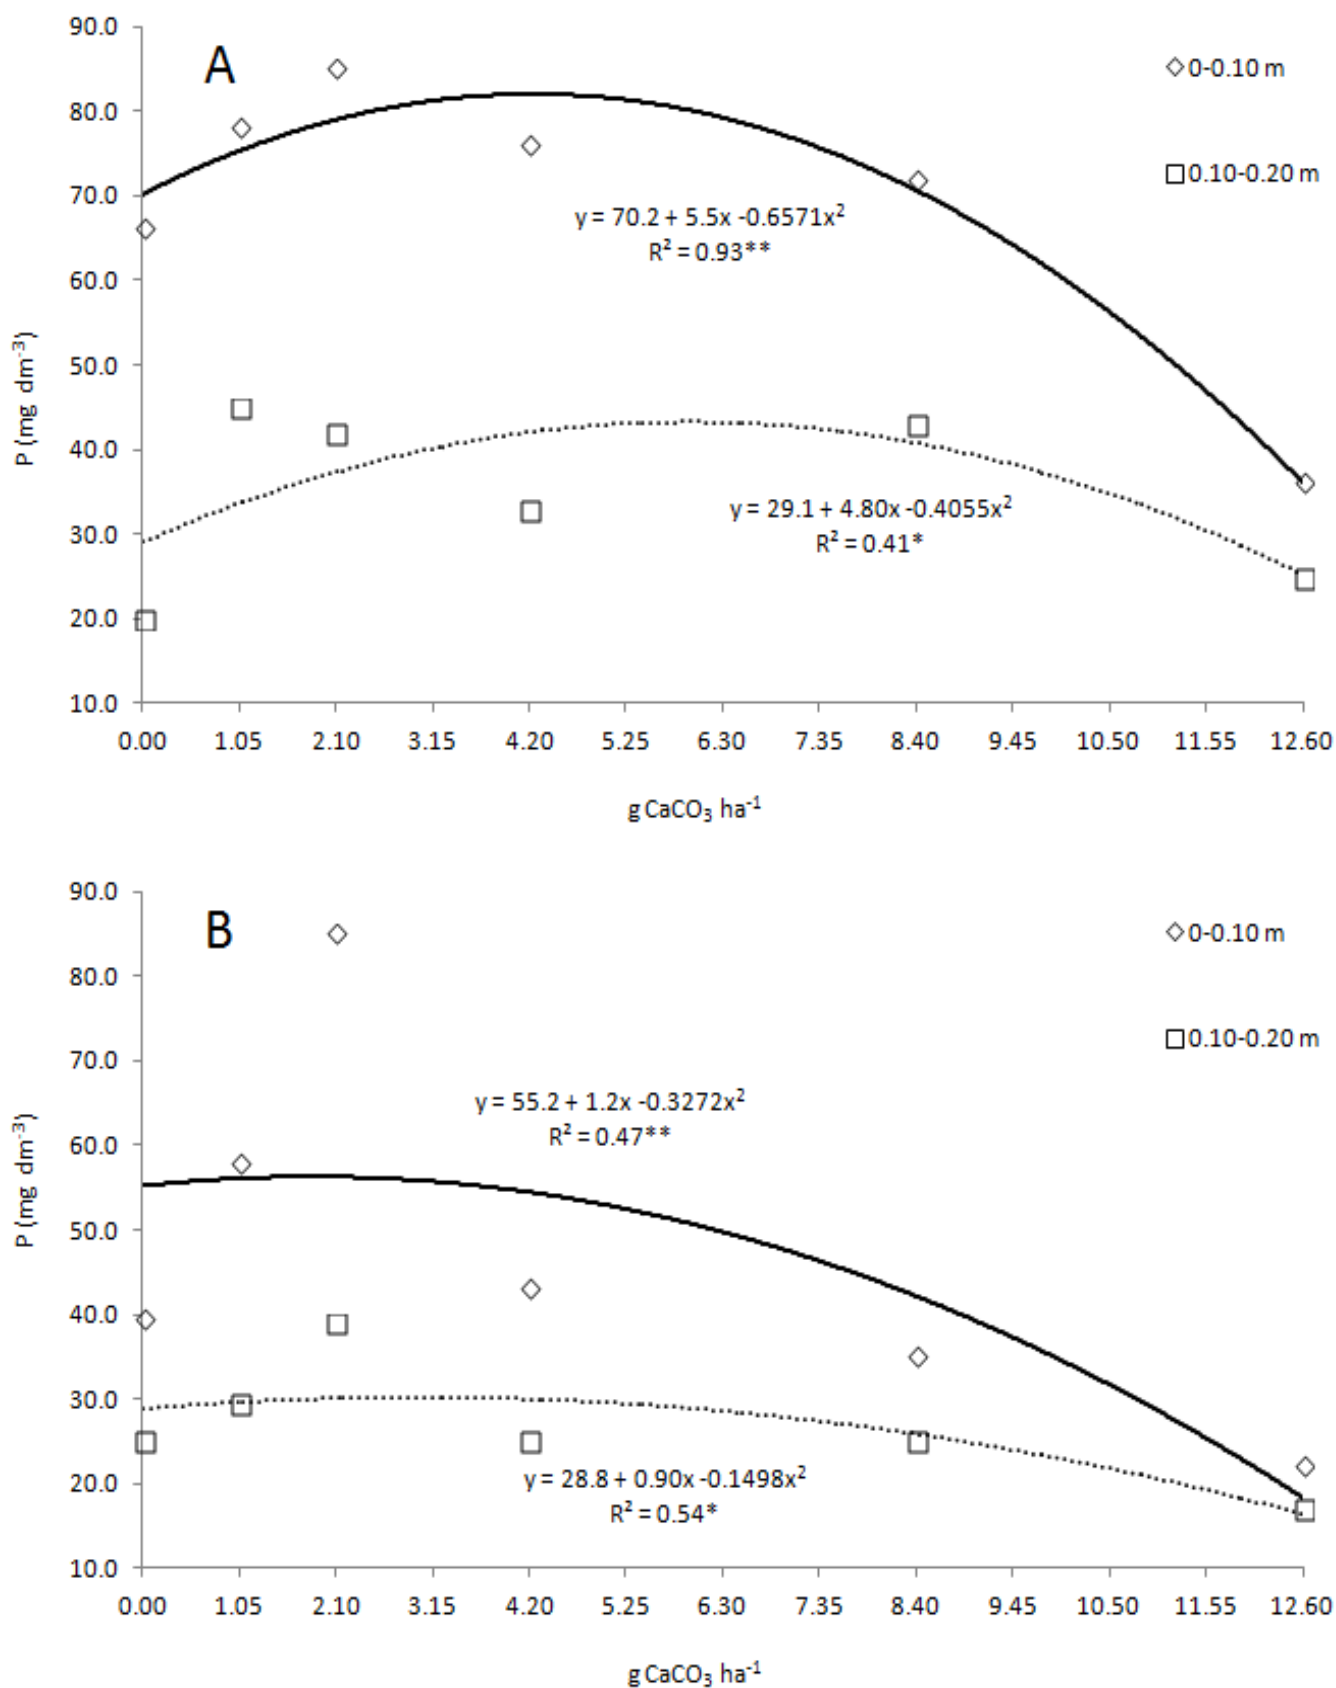 90.0
A
◇ 0-0.10 m
80.0
□ 0.10-0.20 m
70.0
y = 70.2 + 5.5x -0.6571x²
R² = 0.93**
60.0
50.0
P (mg dm⁻³)
40.0
y = 29.1 + 4.80x -0.4055x²
R² = 0.41*
30.0
20.0
10.0
0.00 1.05 2.10 3.15 4.20 5.25 6.30 7.35 8.40 9.45 10.50 11.55 12.60
g CaCO₃ ha⁻¹
90.0
B
◇ 0-0.10 m
80.0
□ 0.10-0.20 m
70.0
y = 55.2 + 1.2x -0.3272x²
R² = 0.47**
60.0
P (mg dm⁻³)
50.0
40.0
30.0
20.0
y = 28.8 + 0.90x -0.1498x²
R² = 0.54*
10.0
0.00 1.05 2.10 3.15 4.20 5.25 6.30 7.35 8.40 9.45 10.50 11.55 12.60
g CaCO₃ ha⁻¹